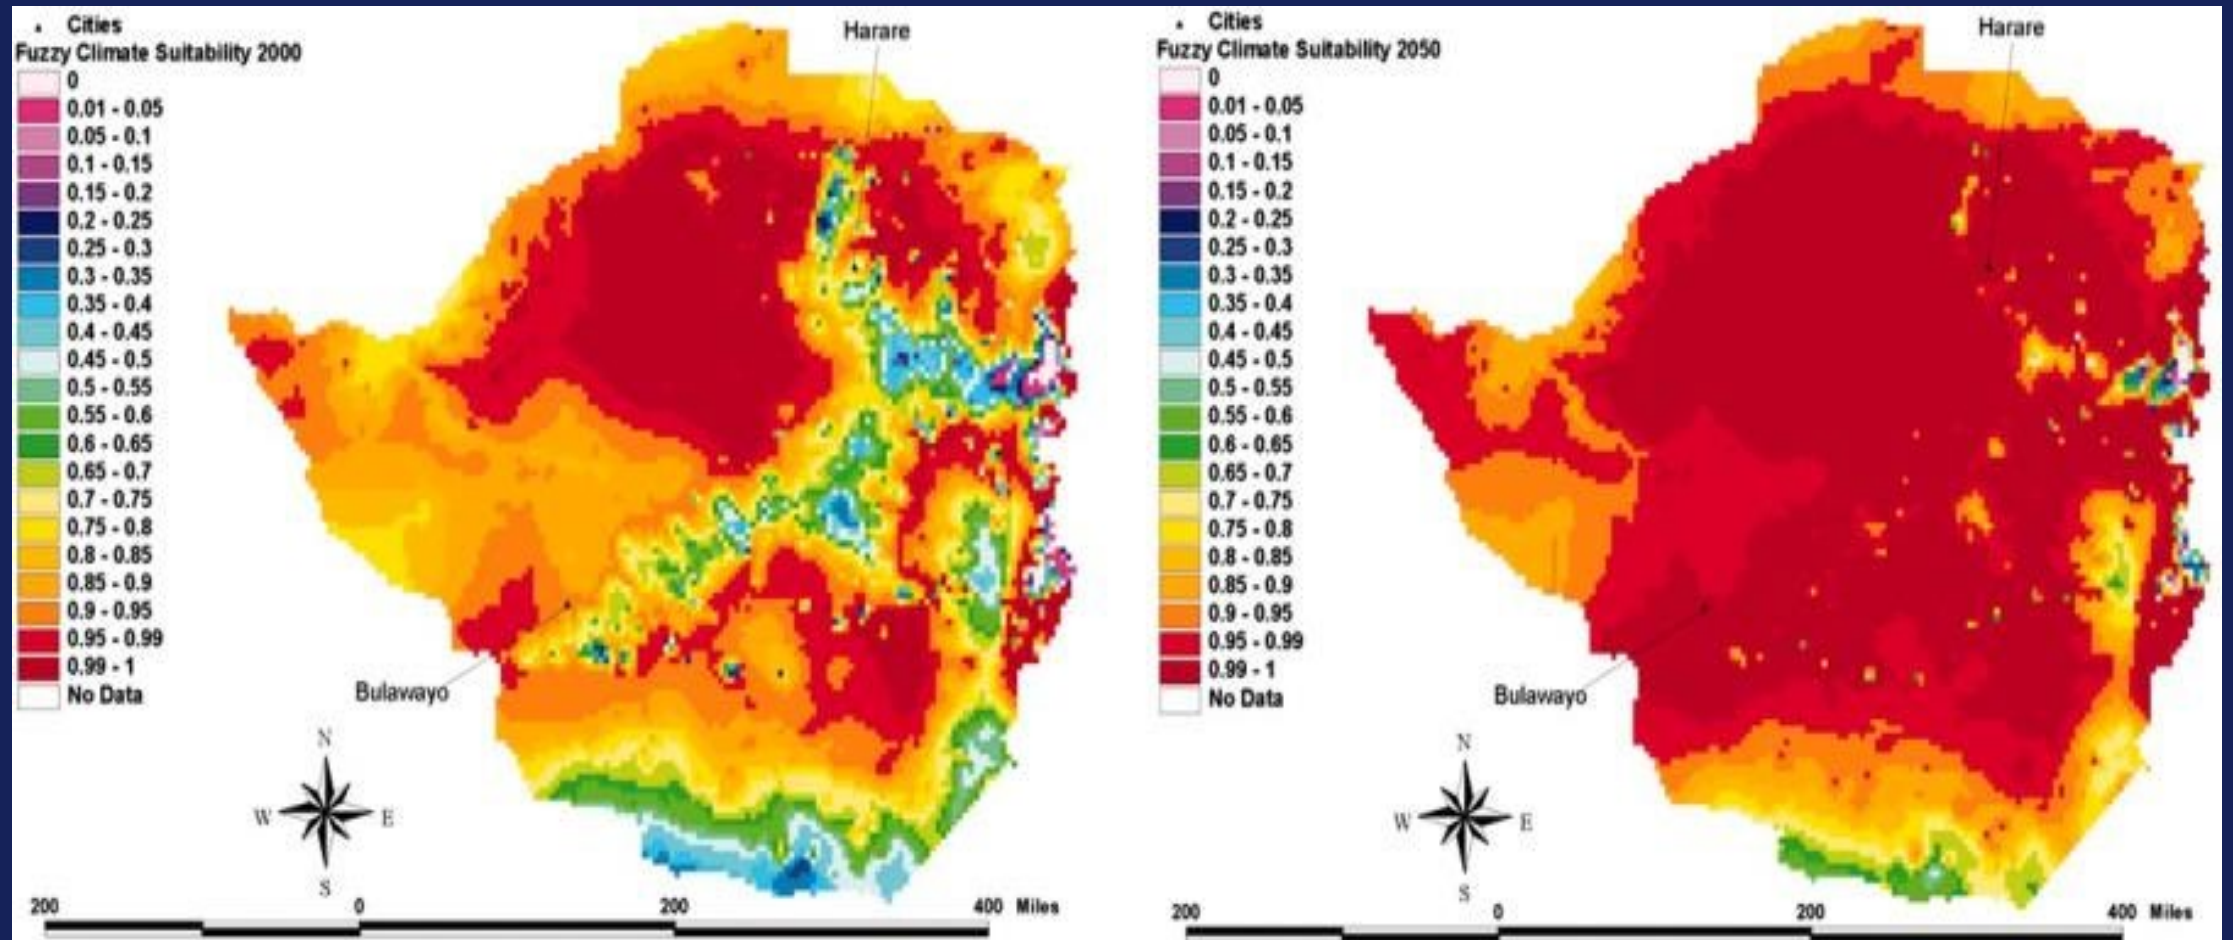 Cities
Fuzzy Climate Suitability 2000
0
0.01 - 0.05
0.05 - 0.1
0.1 - 0.15
0.15 - 0.2
0.2 - 0.25
0.25 - 0.3
0.3 - 0.35
0.35 - 0.4
0.4 - 0.45
0.45 - 0.5
0.5 - 0.55
0.55 - 0.6
0.6 - 0.65
0.65 - 0.7
0.7 - 0.75
0.75 - 0.8
0.8 - 0.85
0.85 - 0.9
0.9 - 0.95
0.95 - 0.99
0.99 - 1
No Data
Harare
Bulawayo
N
W E
S
200 0 200 400 Miles
Cities
Fuzzy Climate Suitability 2050
0
0.01 - 0.05
0.05 - 0.1
0.1 - 0.15
0.15 - 0.2
0.2 - 0.25
0.25 - 0.3
0.3 - 0.35
0.35 - 0.4
0.4 - 0.45
0.45 - 0.5
0.5 - 0.55
0.55 - 0.6
0.6 - 0.65
0.65 - 0.7
0.7 - 0.75
0.75 - 0.8
0.8 - 0.85
0.85 - 0.9
0.9 - 0.95
0.95 - 0.99
0.99 - 1
No Data
Harare
Bulawayo
N
W E
S
200 0 200 400 Miles